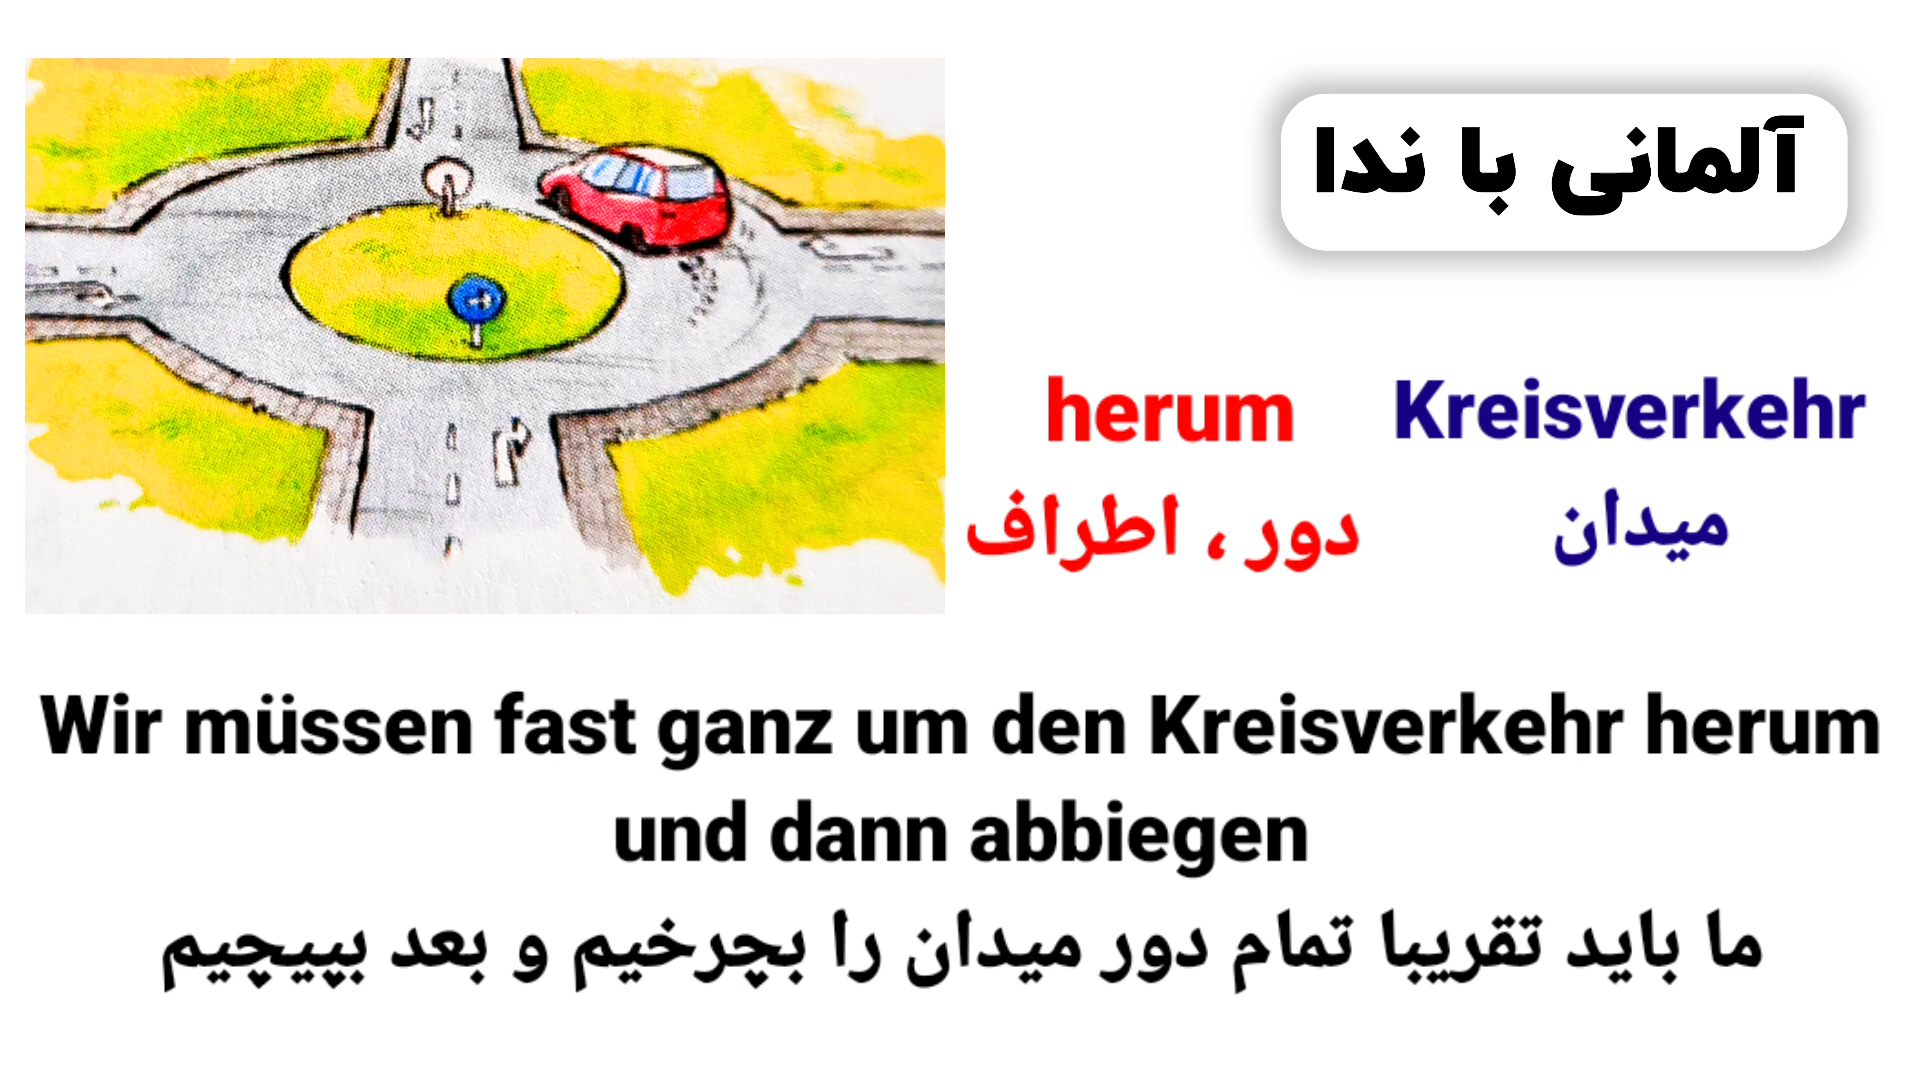 آلمانی با ندا
herum
Kreisverkehr
دور ، اطراف
میدان
Wir müssen fast ganz um den Kreisverkehr herum
und dann abbiegen
ما باید تقریبا تمام دور میدان را بچرخیم و بعد بپیچیم